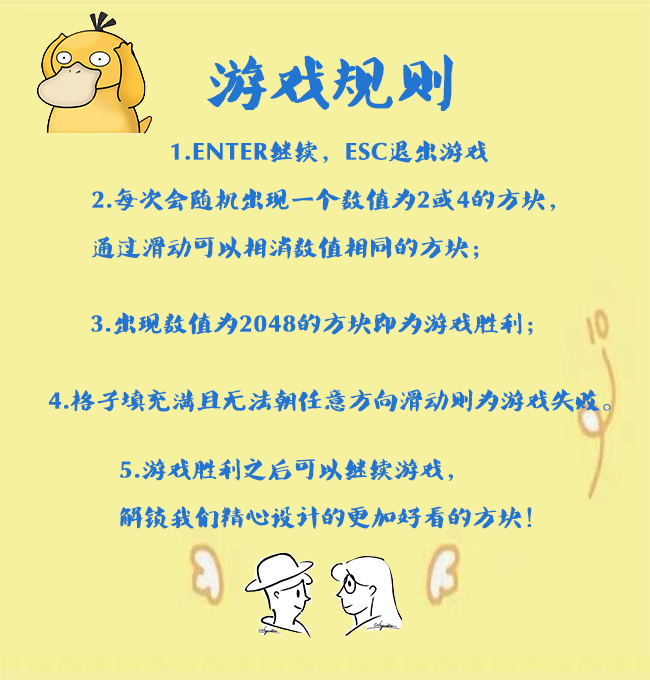 游戏规则
1.ENTER继续，ESC退出游戏
2.每次会随机出现一个数值为2或4的方块，
通过滑动可以相消数值相同的方块；
3.出现数值为2048的方块即为游戏胜利；
4.格子填充满且无法朝任意方向滑动则为游戏失败。
5.游戏胜利之后可以继续游戏，
解锁我们精心设计的更加好看的方块！
10